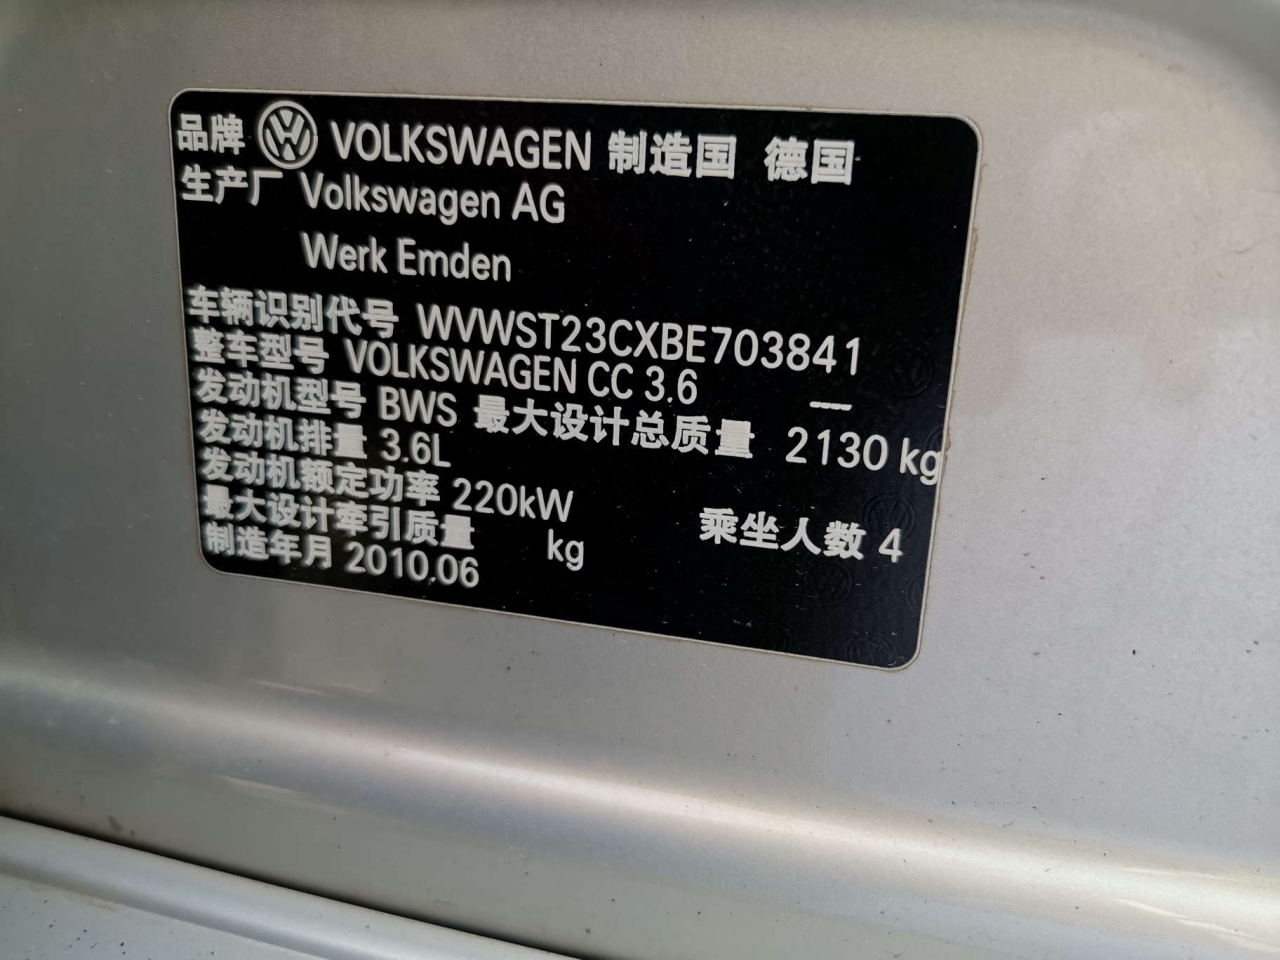 品牌 VOLKSWAGEN 制造国 德国
生产厂 Volkswagen AG
Werk Emden
车辆识别代号 WVWST23CXBE703841
整车型号 VOLKSWAGEN CC 3.6 —
发动机型号 BWS 最大设计总质量 2130 kg
发动机排量 3.6L
发动机额定功率 220kW
最大设计牵引质量 kg 乘坐人数 4
制造年月 2010.06